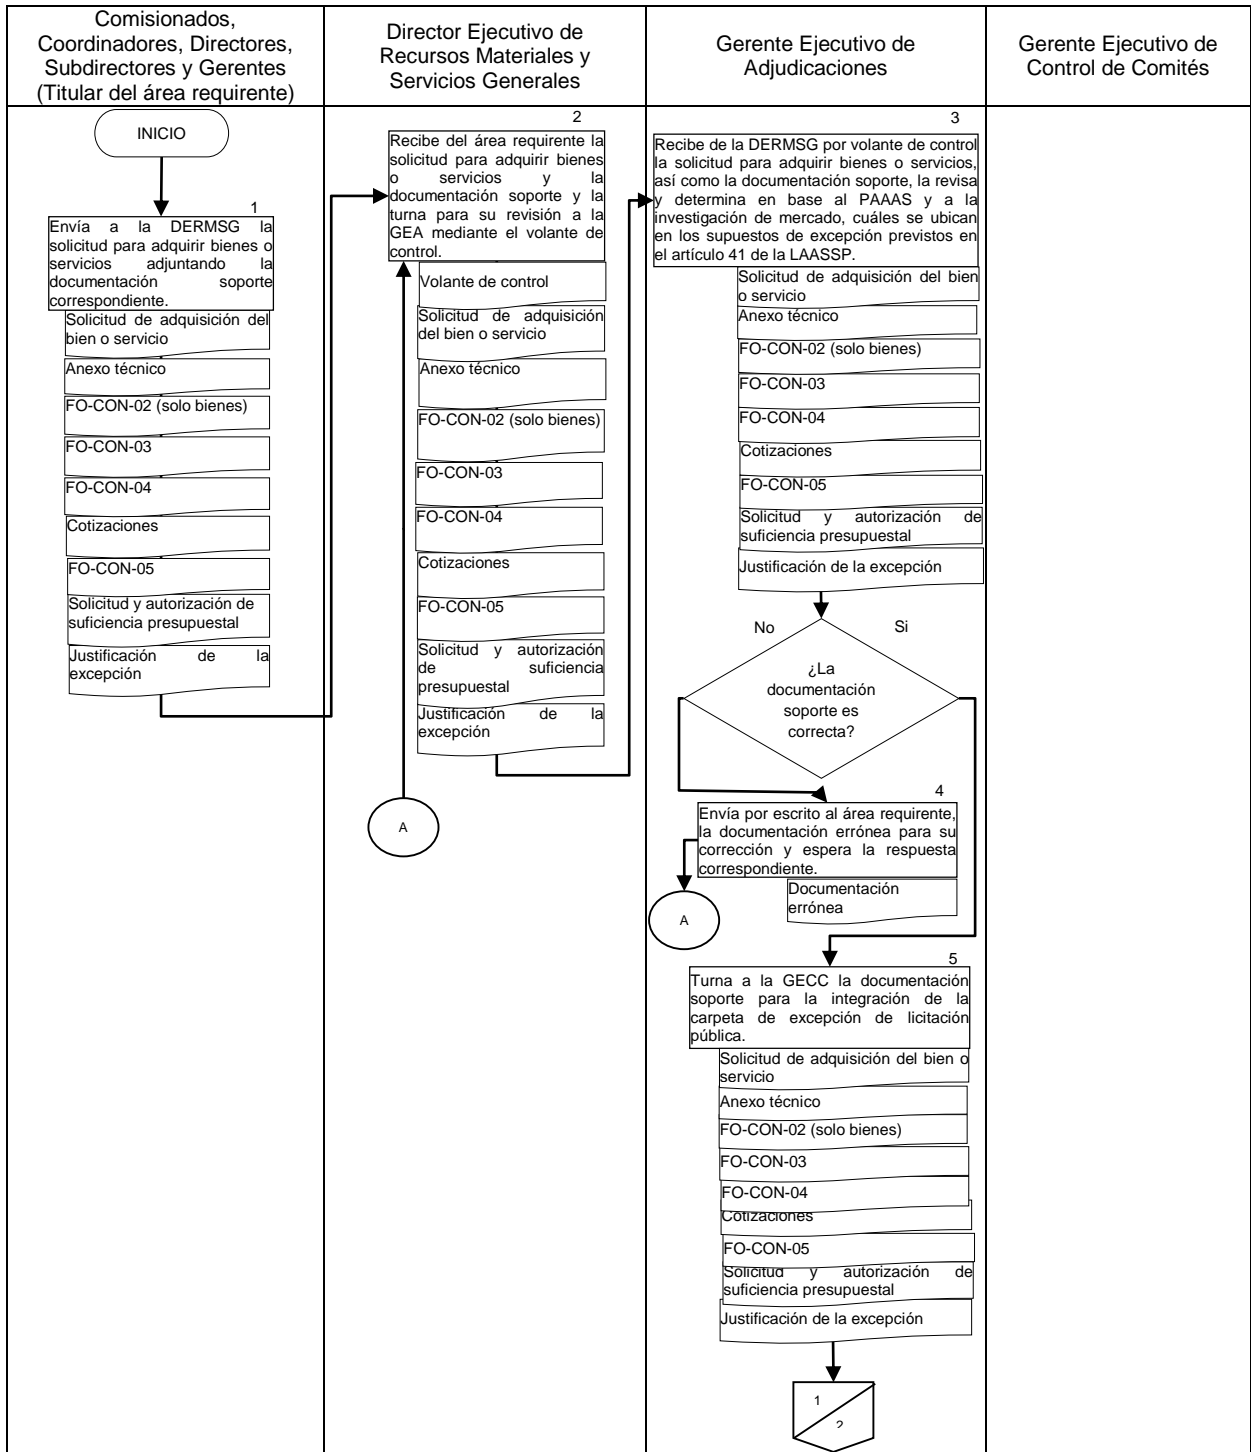 Comisionados,
Coordinadores, Directores,
Subdirectores y Gerentes
(Titular del área requirente)
Director Ejecutivo de
Recursos Materiales y
Servicios Generales
Gerente Ejecutivo de
Adjudicaciones
Gerente Ejecutivo de
Control de Comités
INICIO
1
Envía a la DERMSG la
solicitud para adquirir bienes o
servicios adjuntando la
documentación soporte
correspondiente.
Solicitud de adquisición del
bien o servicio
Anexo técnico
FO-CON-02 (solo bienes)
FO-CON-03
FO-CON-04
Cotizaciones
FO-CON-05
Solicitud y autorización de
suficiencia presupuestal
Justificación de la
excepción
2
Recibe del área requirente la
solicitud para adquirir bienes
o servicios y la
documentación soporte y la
turna para su revisión a la
GEA mediante el volante de
control.
Volante de control
Solicitud de adquisición
del bien o servicio
Anexo técnico
FO-CON-02 (solo bienes)
FO-CON-03
FO-CON-04
Cotizaciones
FO-CON-05
Solicitud y autorización
de suficiencia
presupuestal
Justificación de la
excepción
A
3
Recibe de la DERMSG por volante de control
la solicitud para adquirir bienes o servicios,
así como la documentación soporte, la revisa
y determina en base al PAAAS y a la
investigación de mercado, cuáles se ubican
en los supuestos de excepción previstos en
el artículo 41 de la LAASSP.
Solicitud de adquisición del bien
o servicio
Anexo técnico
FO-CON-02 (solo bienes)
FO-CON-03
FO-CON-04
Cotizaciones
FO-CON-05
Solicitud y autorización de
suficiencia presupuestal
Justificación de la excepción
No
Si
¿La
documentación
soporte es
correcta?
4
Envía por escrito al área requirente,
la documentación errónea para su
corrección y espera la respuesta
correspondiente.
Documentación
errónea
A
5
Turna a la GECC la documentación
soporte para la integración de la
carpeta de excepción de licitación
pública.
Solicitud de adquisición del bien o
servicio
Anexo técnico
FO-CON-02 (solo bienes)
FO-CON-03
FO-CON-04
Cotizaciones
FO-CON-05
Solicitud y autorización de
suficiencia presupuestal
Justificación de la excepción
1
2